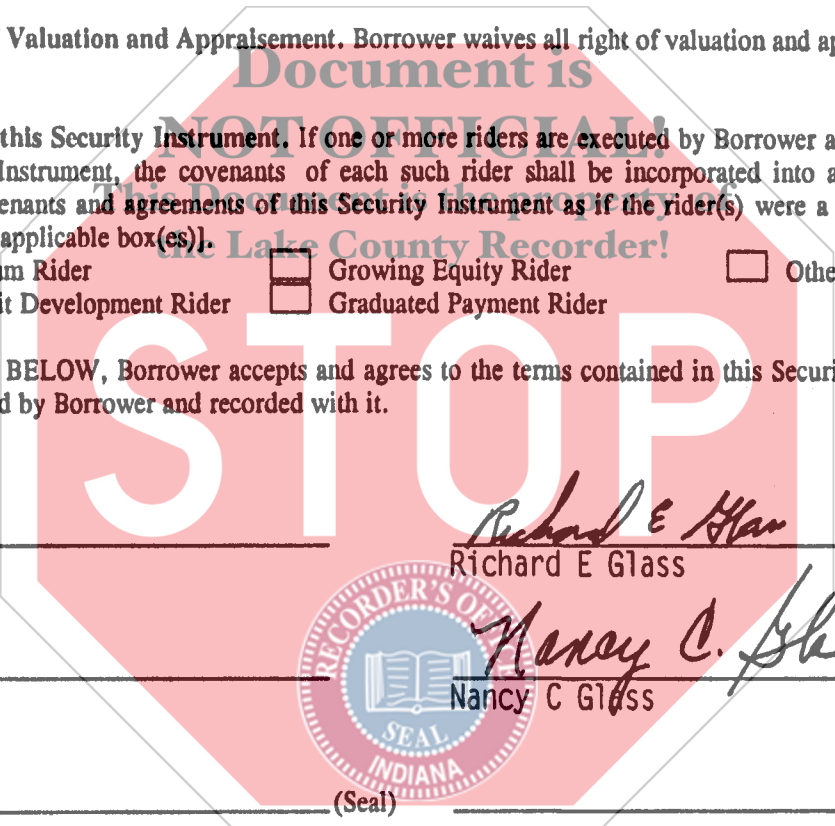 Valuation and Appraisement. Borrower waives all right of valuation and ap
Document is
NOT OFFICIAL!
this Security Instrument. If one or more riders are executed by Borrower a
Instrument, the covenants of each such rider shall be incorporated into a
This Document is the property of
enants and agreements of this Security Instrument as if the rider(s) were a
applicable box(es)].
the Lake County Recorder!
um Rider Growing Equity Rider Othe
it Development Rider Graduated Payment Rider
STOP
BELOW, Borrower accepts and agrees to the terms contained in this Securi
d by Borrower and recorded with it.
Richard E Glass
Richard E Glass
RECORDER'S OF
Nancy C. Gla
Nancy C Glass
SEAL
INDIANA
(Seal)